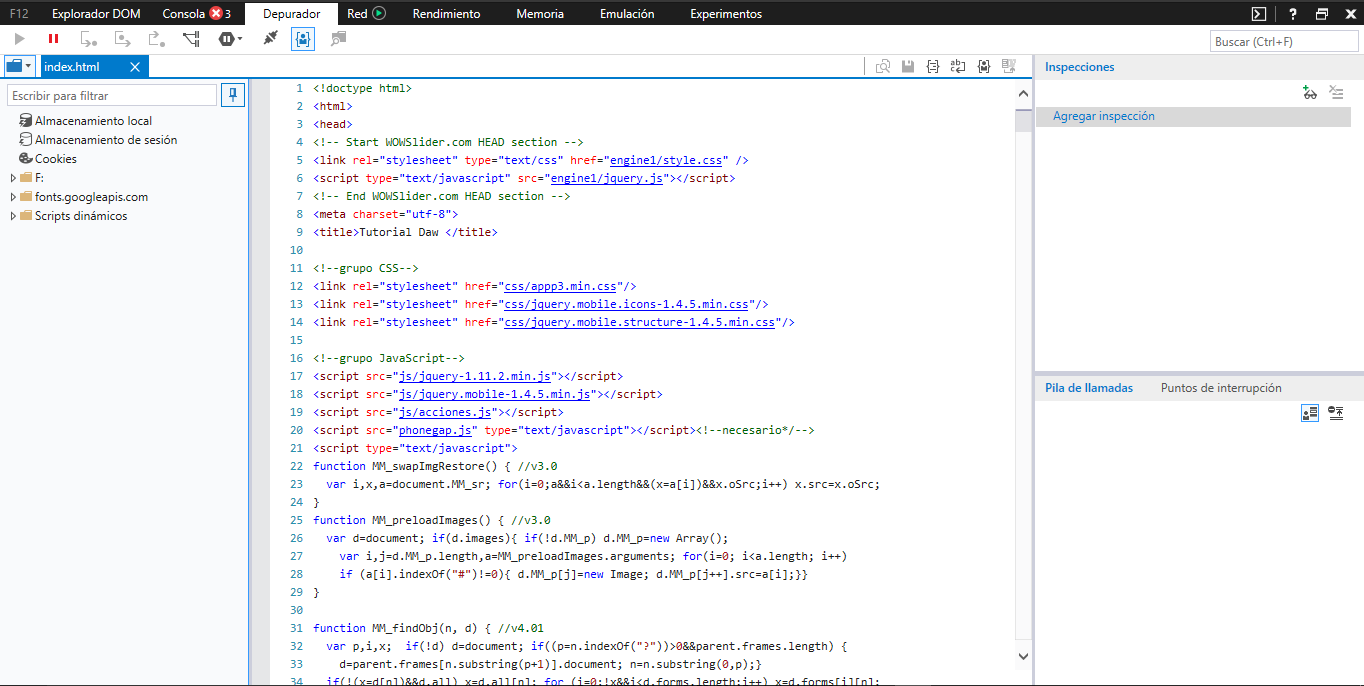 F12 Explorador DOM Consola 3 Depurador Red Rendimiento Memoria Emulación Experimentos ?
Buscar (Ctrl+F)
index.html
Inspecciones
Escribir para filtrar
Agregar inspección
Almacenamiento local
Almacenamiento de sesión
Cookies
F:
fonts.googleapis.com
Scripts dinámicos
1 <!doctype html>
2 <html>
3 <head>
4 <!-- Start WOWSlider.com HEAD section -->
5 <link rel="stylesheet" type="text/css" href="engine1/style.css" />
6 <script type="text/javascript" src="engine1/jquery.js"></script>
7 <!-- End WOWSlider.com HEAD section -->
8 <meta charset="utf-8">
9 <title>Tutorial Daw </title>
10
11 <!--grupo CSS-->
12 <link rel="stylesheet" href="css/appp3.min.css"/>
13 <link rel="stylesheet" href="css/jquery.mobile.icons-1.4.5.min.css"/>
14 <link rel="stylesheet" href="css/jquery.mobile.structure-1.4.5.min.css"/>
15
16 <!--grupo JavaScript-->
17 <script src="js/jquery-1.11.2.min.js"></script>
18 <script src="js/jquery.mobile-1.4.5.min.js"></script>
19 <script src="js/acciones.js"></script>
20 <script src="phonegap.js" type="text/javascript"></script><!--necesario*/-->
21 <script type="text/javascript">
22 function MM_swapImgRestore() { //v3.0
23 var i,x,a=document.MM_sr; for(i=0;a&&i<a.length&&(x=a[i])&&x.oSrc;i++) x.src=x.oSrc;
24 }
25 function MM_preloadImages() { //v3.0
26 var d=document; if(d.images){ if(!d.MM_p) d.MM_p=new Array();
27 var i,j=d.MM_p.length,a=MM_preloadImages.arguments; for(i=0; i<a.length; i++)
28 if (a[i].indexOf("#")!=0){ d.MM_p[j]=new Image; d.MM_p[j++].src=a[i];}}
29 }
30
31 function MM_findObj(n, d) { //v4.01
32 var p,i,x; if(!d) d=document; if((p=n.indexOf("?"))>0&&parent.frames.length) {
33 d=parent.frames[n.substring(p+1)].document; n=n.substring(0,p);}
34 if(!(x=d[n])&&d.all) x=d.all[n]; for (i=0;!x&&i<d.forms.length;i++) x=d.forms[i][n];
Pila de llamadas Puntos de interrupción